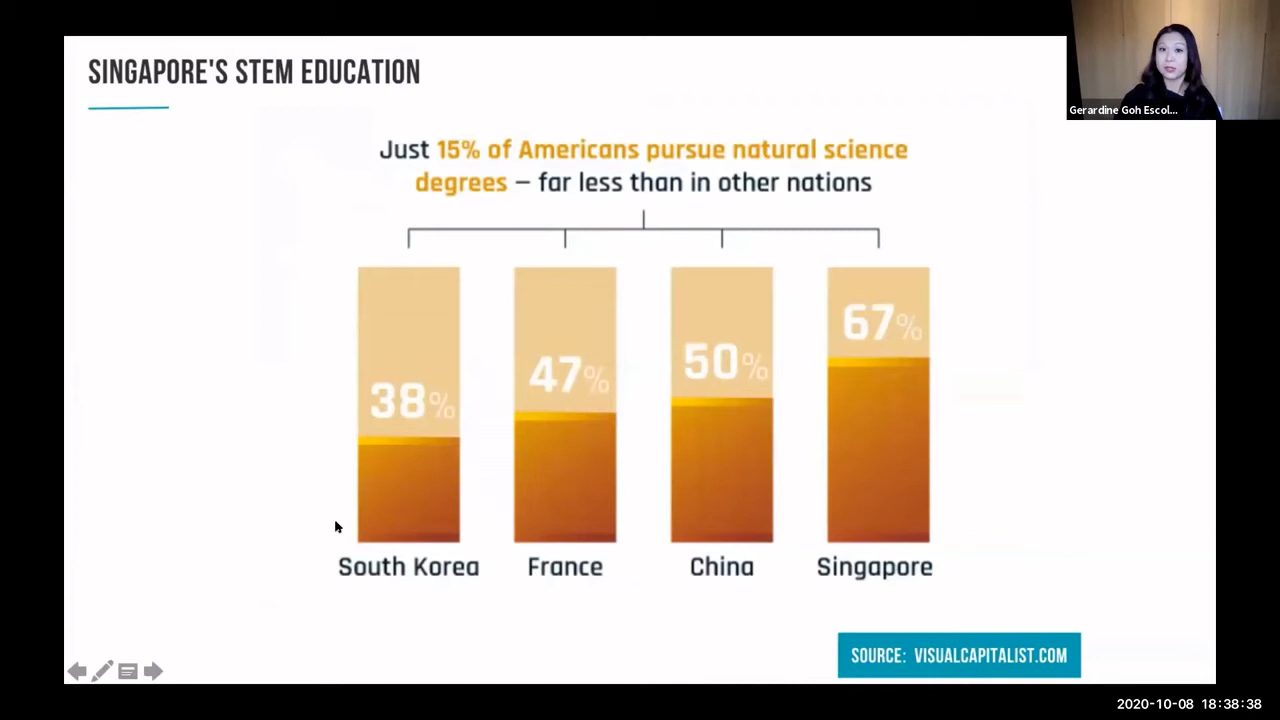 SINGAPORE'S STEM EDUCATION
Gerardine Goh Escol...
Just 15% of Americans pursue natural science
degrees — far less than in other nations
38%
47%
50%
67%
South Korea
France
China
Singapore
SOURCE: VISUALCAPITALIST.COM
2020-10-08 18:38:38